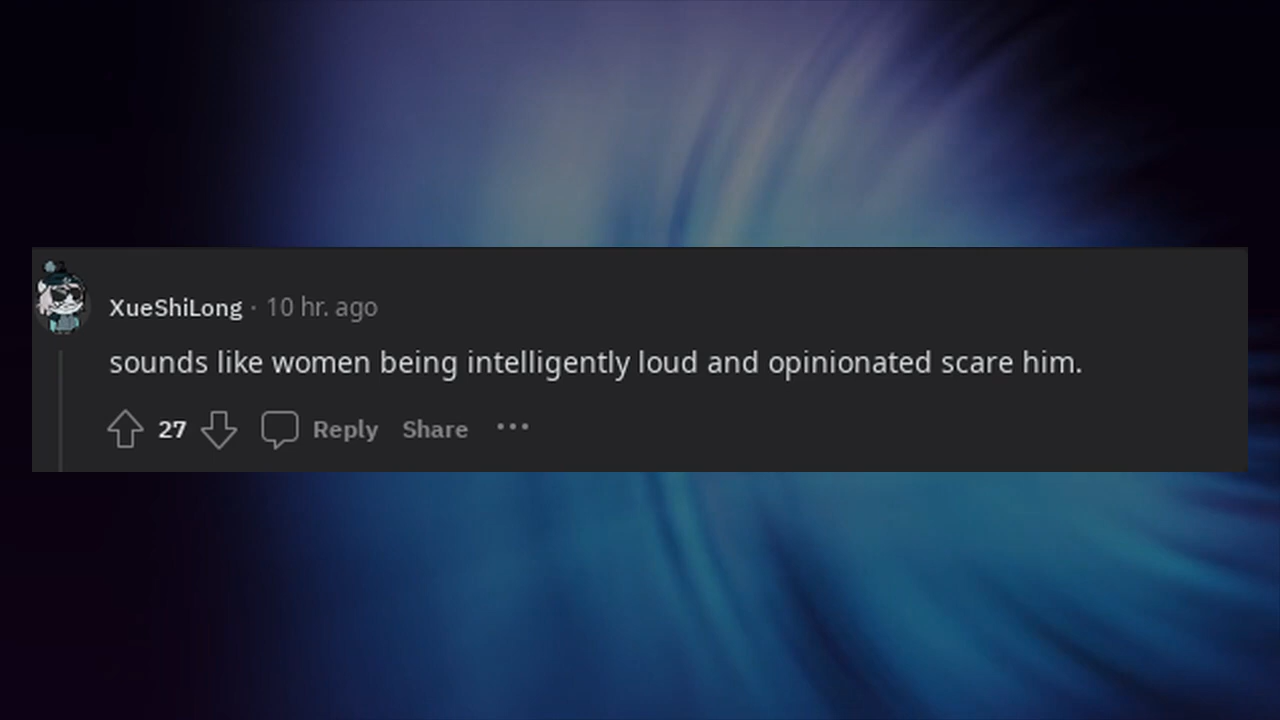 XueShiLong · 10 hr. ago
sounds like women being intelligently loud and opinionated scare him.
27 Reply Share ...